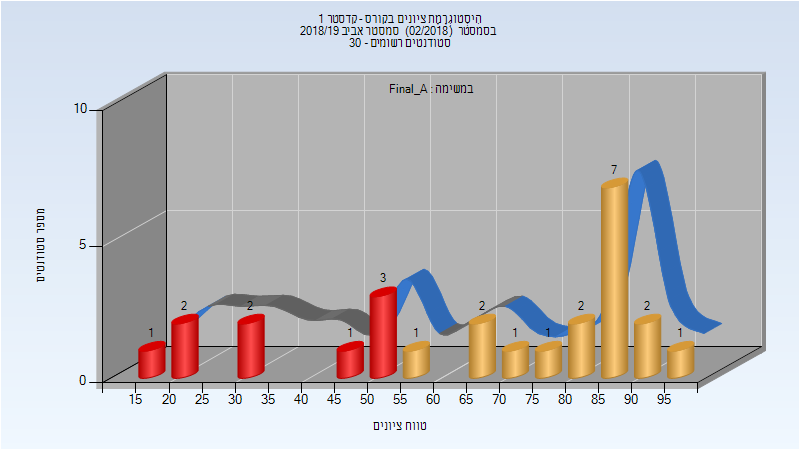 היסטוגרמת ציונים בקורס - קדסטר 1
בסמסטר (02/2018) סמסטר אביב 2018/19
סטודנטים רשומים - 30
במשימה : Final_A
מספר סטודנטים
10
5
0
1
2
2
1
3
1
2
1
1
2
7
2
1
15 20 25 30 35 40 45 50 55 60 65 70 75 80 85 90 95
טווח ציונים